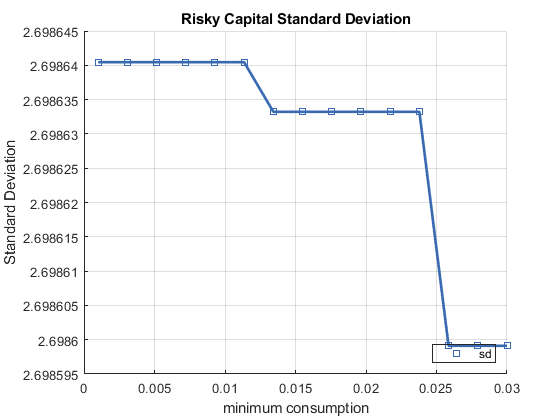 Risky Capital Standard Deviation
2.698645
2.69864
2.698635
2.69863
2.698625
2.69862
2.698615
2.69861
2.698605
2.6986
2.698595
Standard Deviation
sd
0 0.005 0.01 0.015 0.02 0.025 0.03
minimum consumption